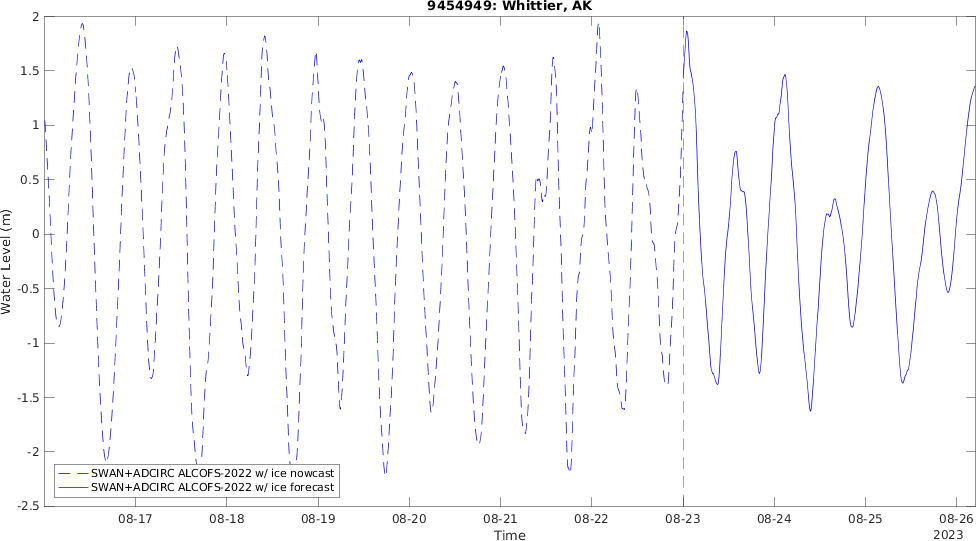 9454949: Whittier, AK
2
1.5
1
0.5
0
-0.5
-1
-1.5
-2
-2.5
Water Level (m)
SWAN+ADCIRC ALCOFS-2022 w/ ice nowcast
SWAN+ADCIRC ALCOFS-2022 w/ ice forecast
08-17 08-18 08-19 08-20 08-21 08-22 08-23 08-24 08-25 08-26
2023
Time